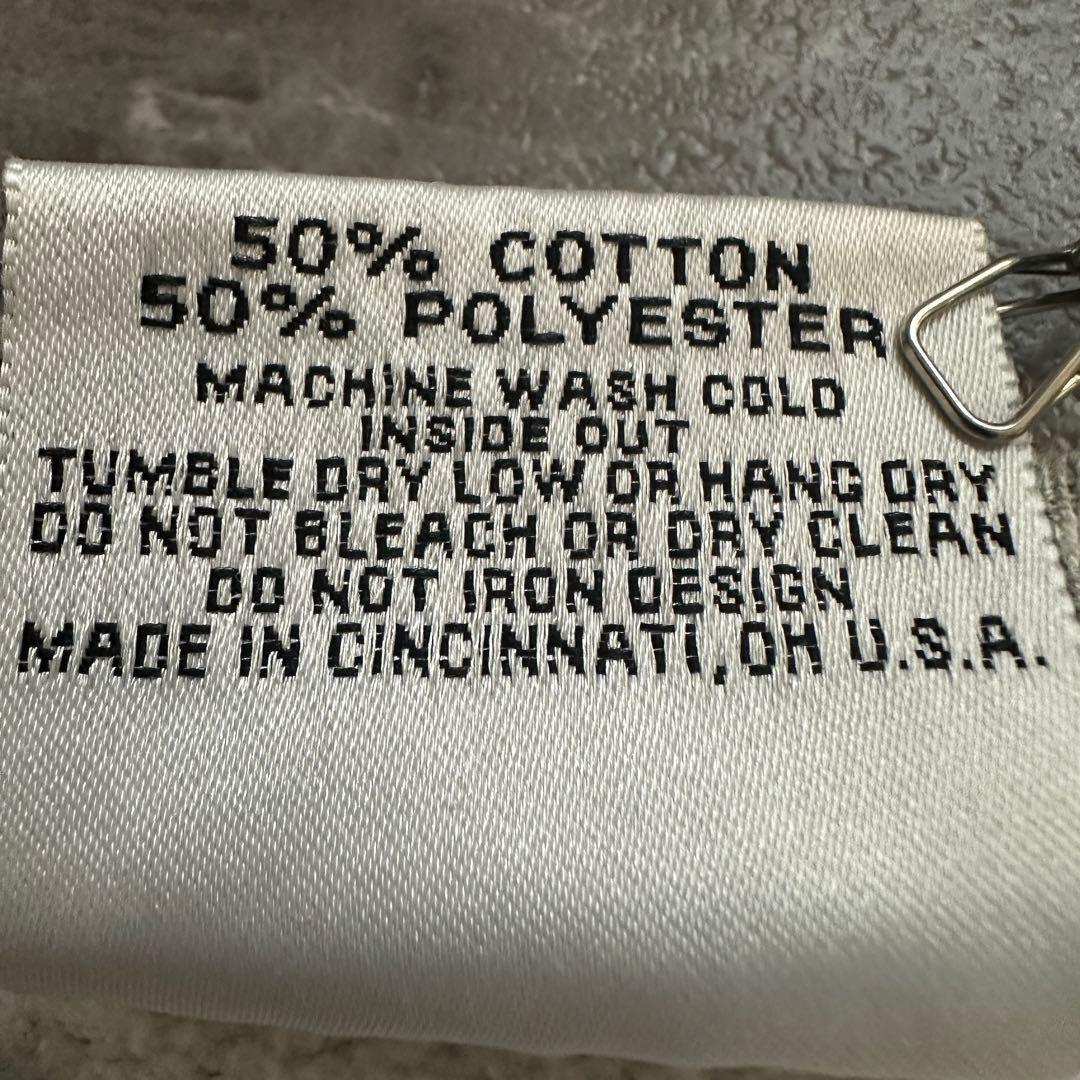 50% COTTON
50% POLYESTER
MACHINE WASH COLD
INSIDE OUT
TUMBLE DRY LOW OR HANG DRY
DO NOT BLEACH OR DRY CLEAN
DO NOT IRON DESIGN
MADE IN CINCINNATI, OH U.S.A.